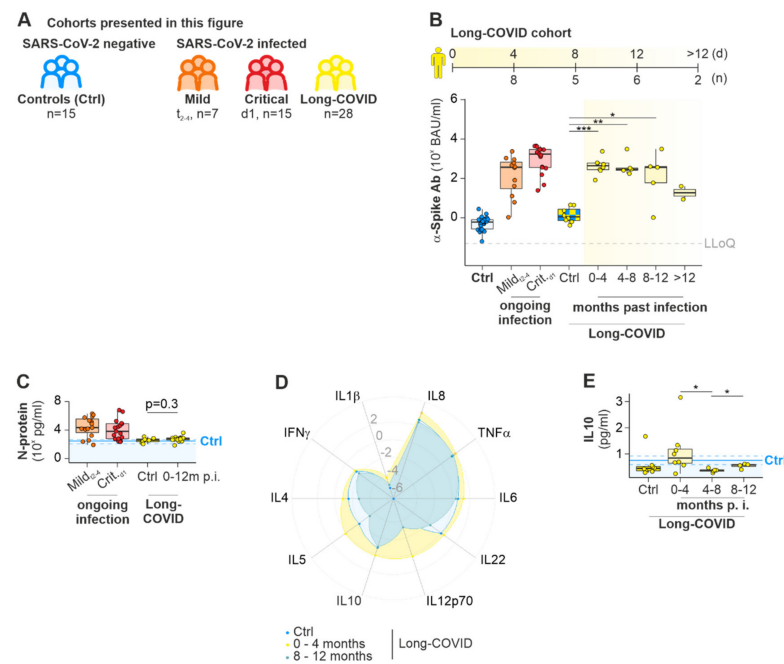 A Cohorts presented in this figure
SARS-CoV-2 negative
SARS-CoV-2 infected
Controls (Ctrl)
n=15
Mild
t2-4, n=7
Critical
d1, n=15
Long-COVID
n=28
B Long-COVID cohort
0 4 8 12 >12 (d)
8 5 6 2 (n)
α-Spike Ab (10ˣ BAU/ml)
6
4
2
0
***
**
*
LLoQ
Ctrl Mildt2-4 Crit.-d1 Ctrl 0-4 4-8 8-12 >12
ongoing
infection
months past infection
Long-COVID
C
N-protein
(10ˣ pg/ml)
8
4
0
p=0.3
Ctrl
Mildt2-4 Crit.-d1 Ctrl 0-12m p.i.
ongoing
infection
Long-
COVID
D
IL1β
IL8
IFNγ
TNFα
IL4
IL6
IL5
IL22
IL10
IL12p70
2
0
-2
-4
-6
Ctrl
0 - 4 months
8 - 12 months
Long-COVID
E
IL10
(pg/ml)
3
2
1
0
*
*
Ctrl
Ctrl 0-4 4-8 8-12
months p. i.
Long-COVID